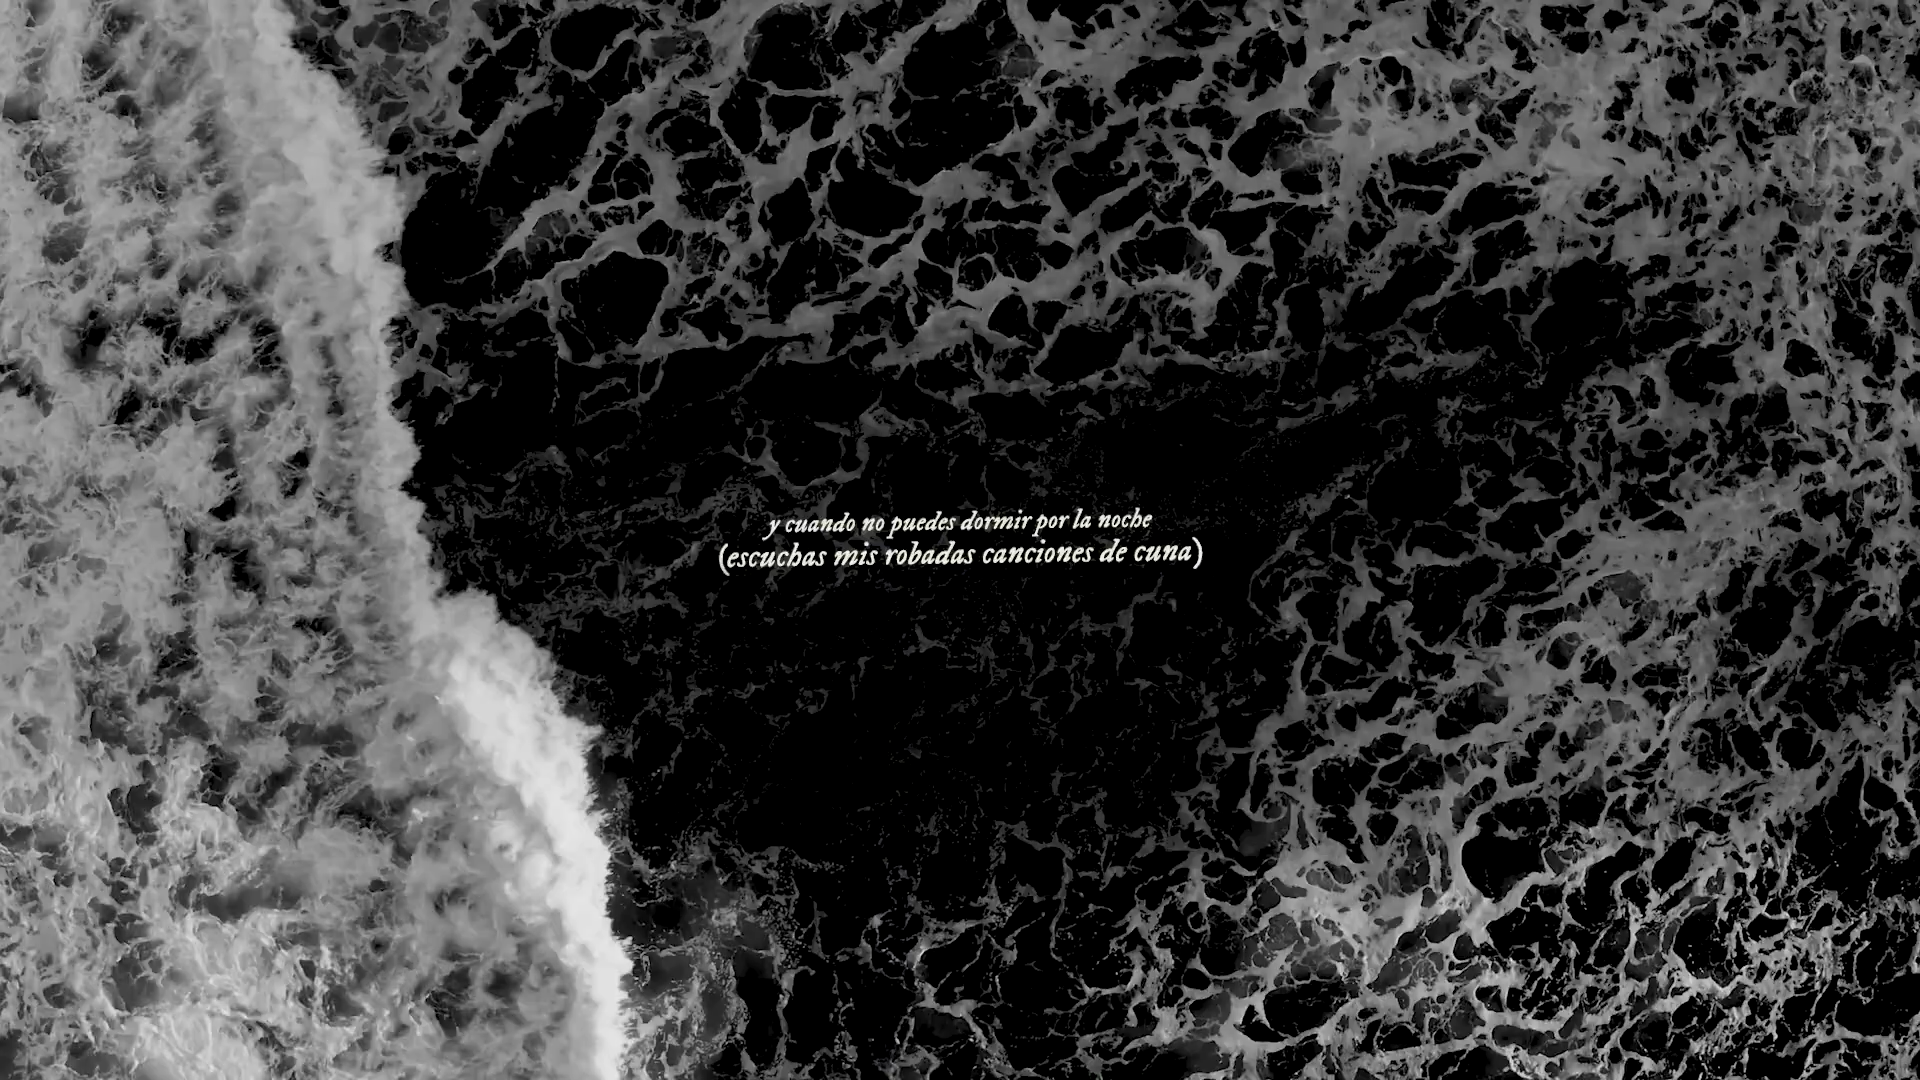 y cuando no puedes dormir por la noche
(escuchas mis robadas canciones de cuna)